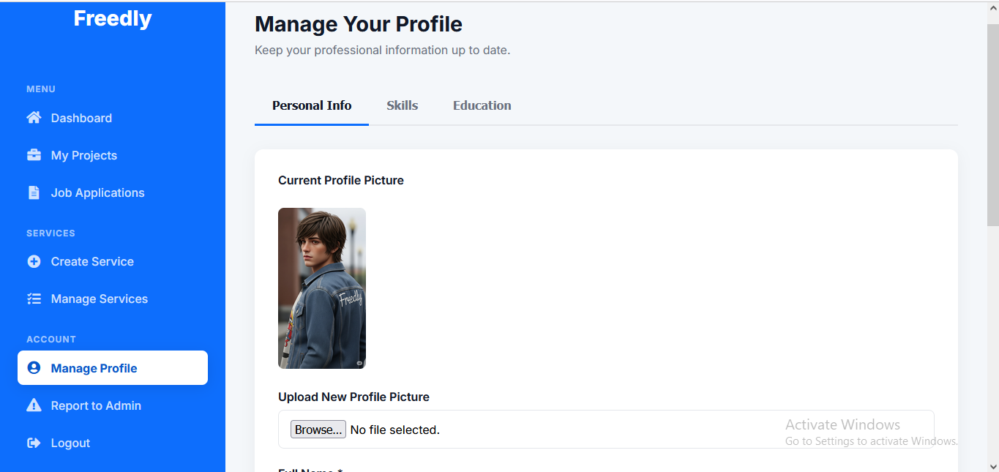 Freedly
MENU
Dashboard
My Projects
Job Applications
SERVICES
Create Service
Manage Services
ACCOUNT
Manage Profile
Report to Admin
Logout
Manage Your Profile
Keep your professional information up to date.
Personal Info Skills Education
Current Profile Picture
Freedly
Upload New Profile Picture
Browse... No file selected.
Activate Windows
Go to Settings to activate Windows.
Full Name *